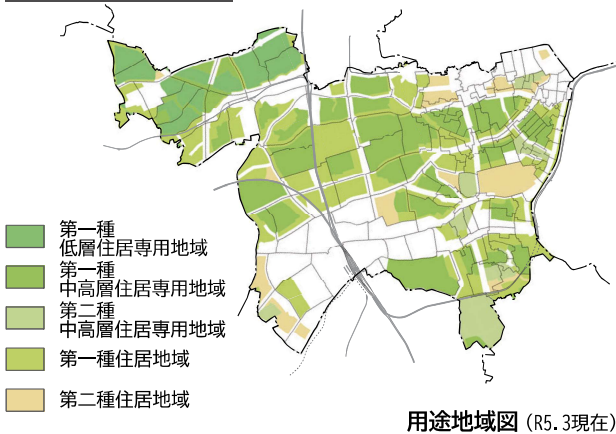 第一種
低層住居専用地域
第一種
中高層住居専用地域
第二種
中高層住居専用地域
第一種住居地域
第二種住居地域
用途地域図 (R5.3現在)